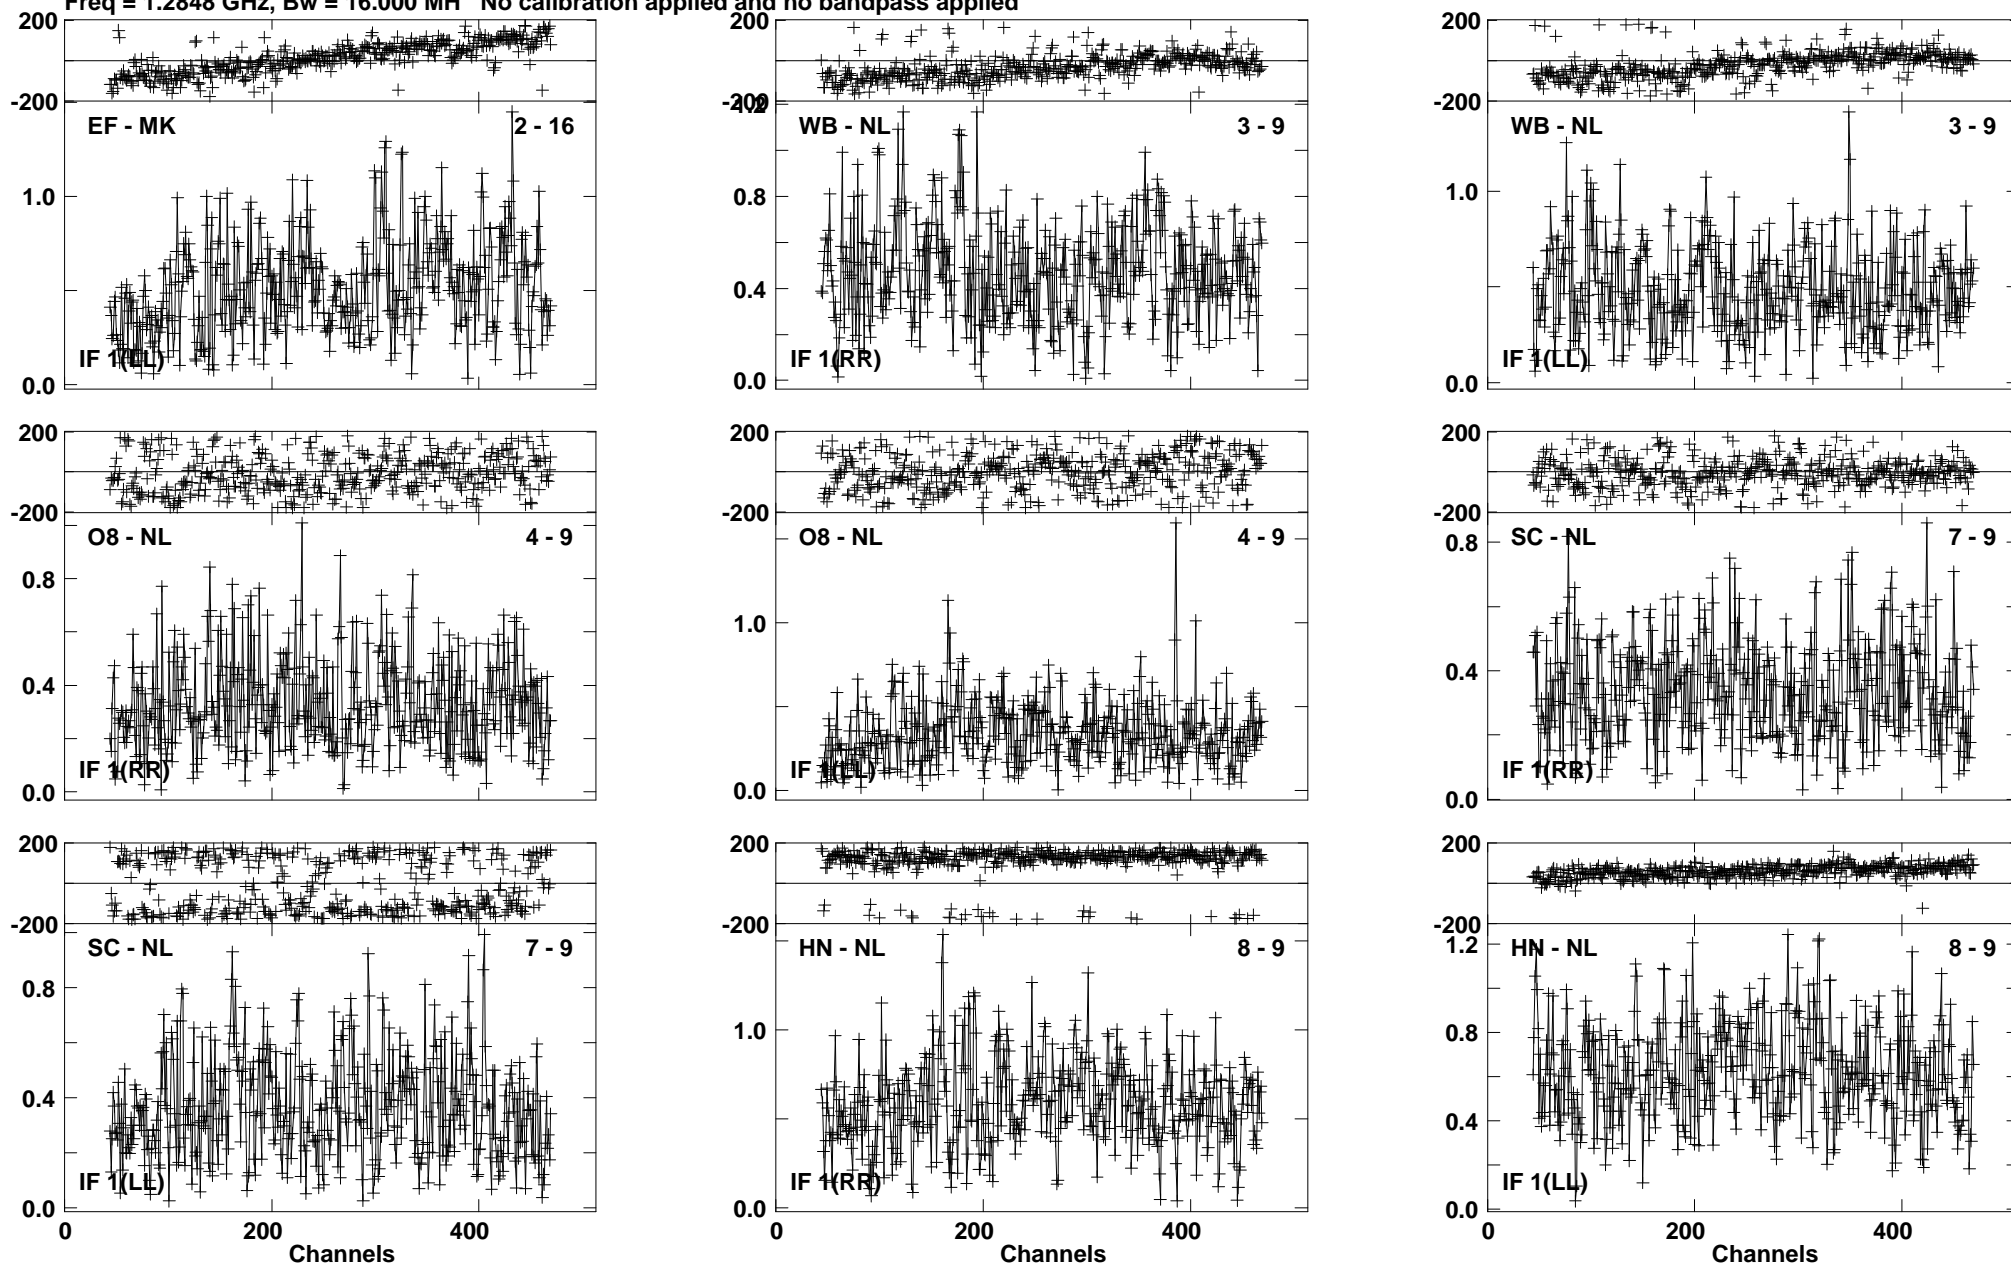 Freq = 1.2848 GHz, Bw = 16.000 MH No calibration applied and no bandpass applied
200
-200
EF - MK 2 - 16
1.0
0.0
IF 1(LL)
200
-200
1.2
WB - NL 3 - 9
0.8
0.4
0.0
IF 1(RR)
200
-200
WB - NL 3 - 9
1.0
0.0
IF 1(LL)
200
-200
O8 - NL 4 - 9
0.8
0.4
0.0
IF 1(RR)
200
-200
O8 - NL 4 - 9
1.0
0.0
IF 1(LL)
200
-200
SC - NL 7 - 9
0.8
0.4
0.0
IF 1(RR)
200
-200
SC - NL 7 - 9
0.8
0.4
0.0
IF 1(LL)
0 200 400
Channels
200
-200
HN - NL 8 - 9
1.0
0.0
IF 1(RR)
0 200 400
Channels
200
-200
1.2
HN - NL 8 - 9
0.8
0.4
0.0
IF 1(LL)
0 200 400
Channels